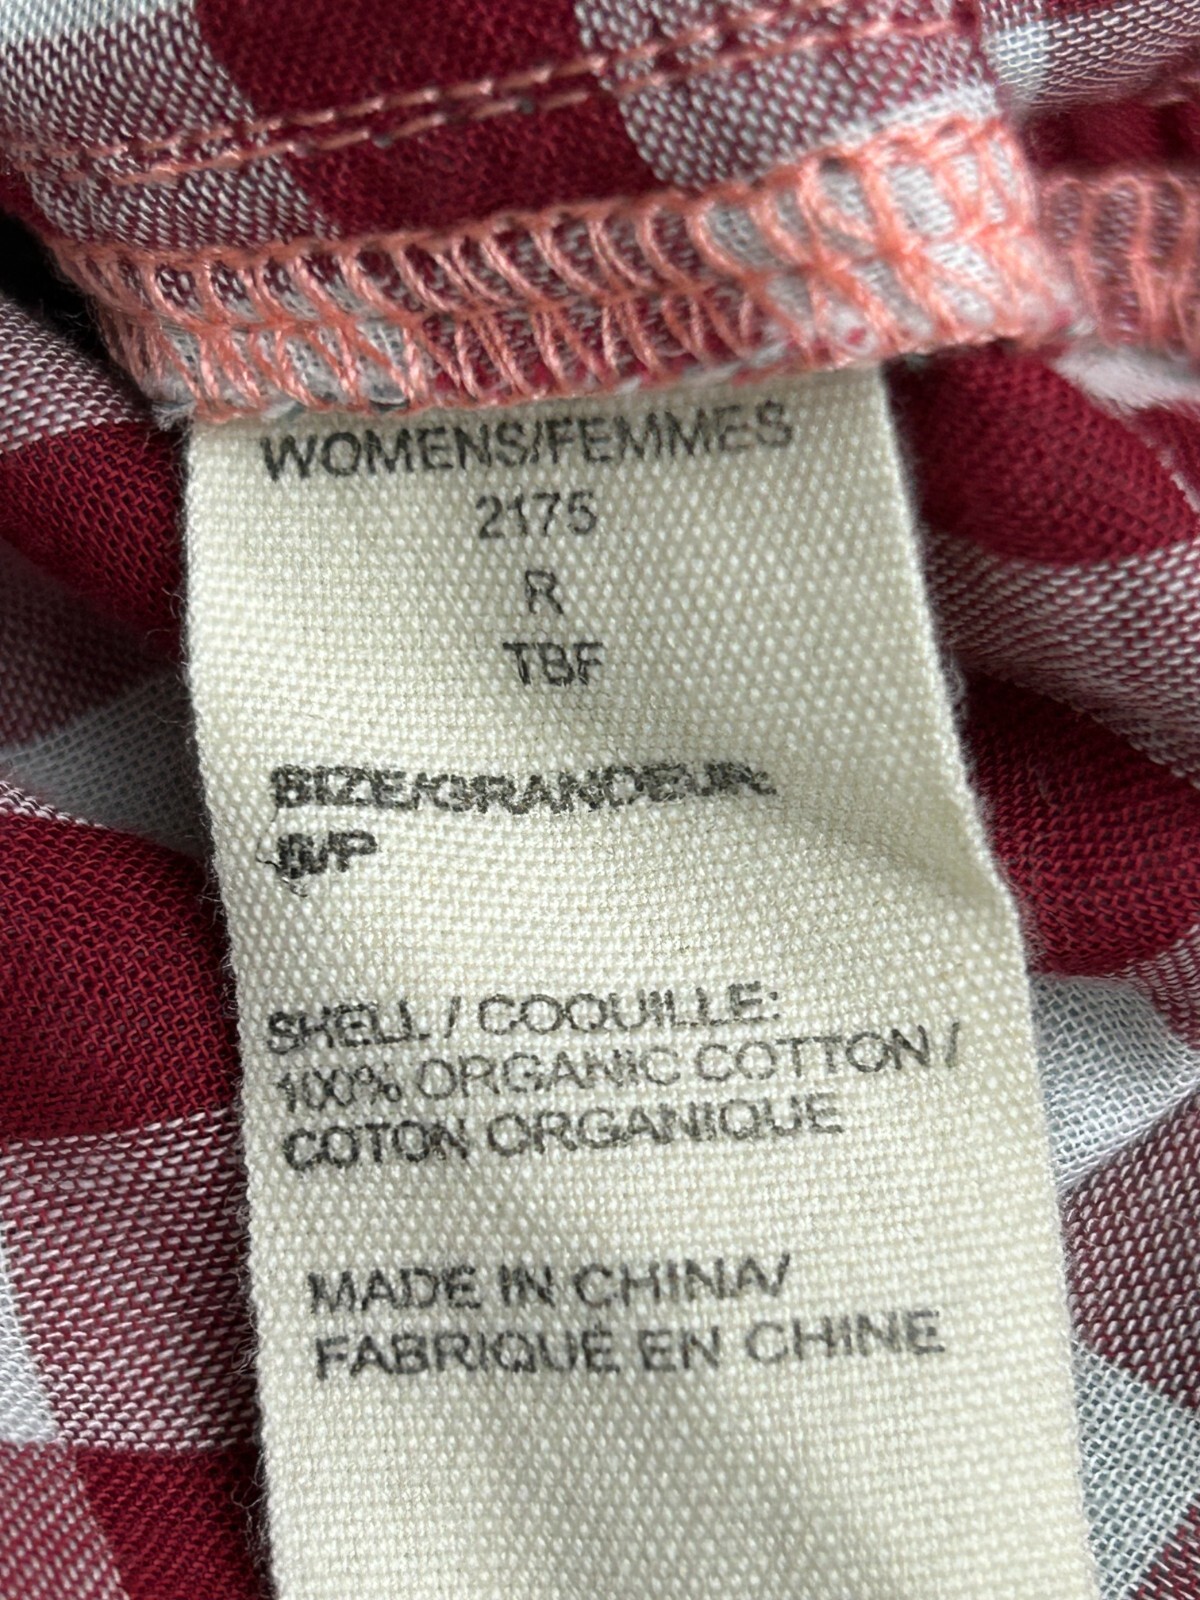 WOMENS/FEMMES
2175
R
TBF
SIZE/GRANDEUR:
S/P
SHELL / COQUILLE:
100% ORGANIC COTTON /
COTON ORGANIQUE
MADE IN CHINA/
FABRIQUÉ EN CHINE